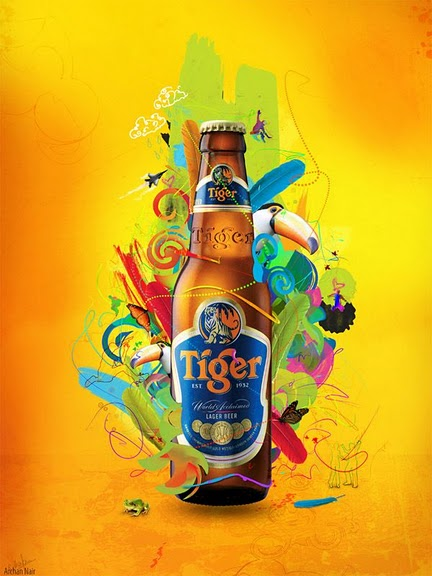 Tiger
Tiger
Tiger
EST 1932
World Acclaimed
LAGER BEER
Archan Nair